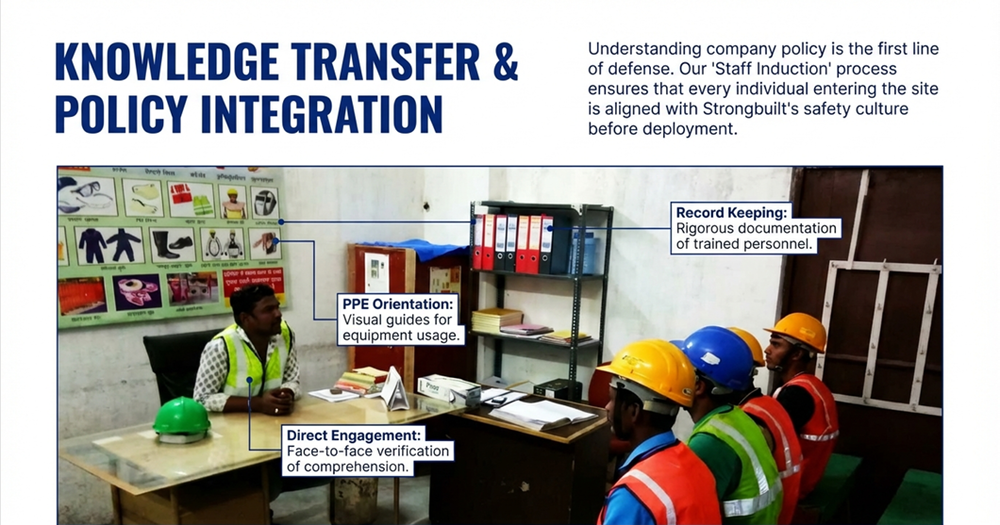 KNOWLEDGE TRANSFER &
POLICY INTEGRATION
Understanding company policy is the first line
of defense. Our 'Staff Induction' process
ensures that every individual entering the site
is aligned with Strongbuilt's safety culture
before deployment.
Record Keeping:
Rigorous documentation
of trained personnel.
PPE Orientation:
Visual guides for
equipment usage.
Direct Engagement:
Face-to-face verification
of comprehension.